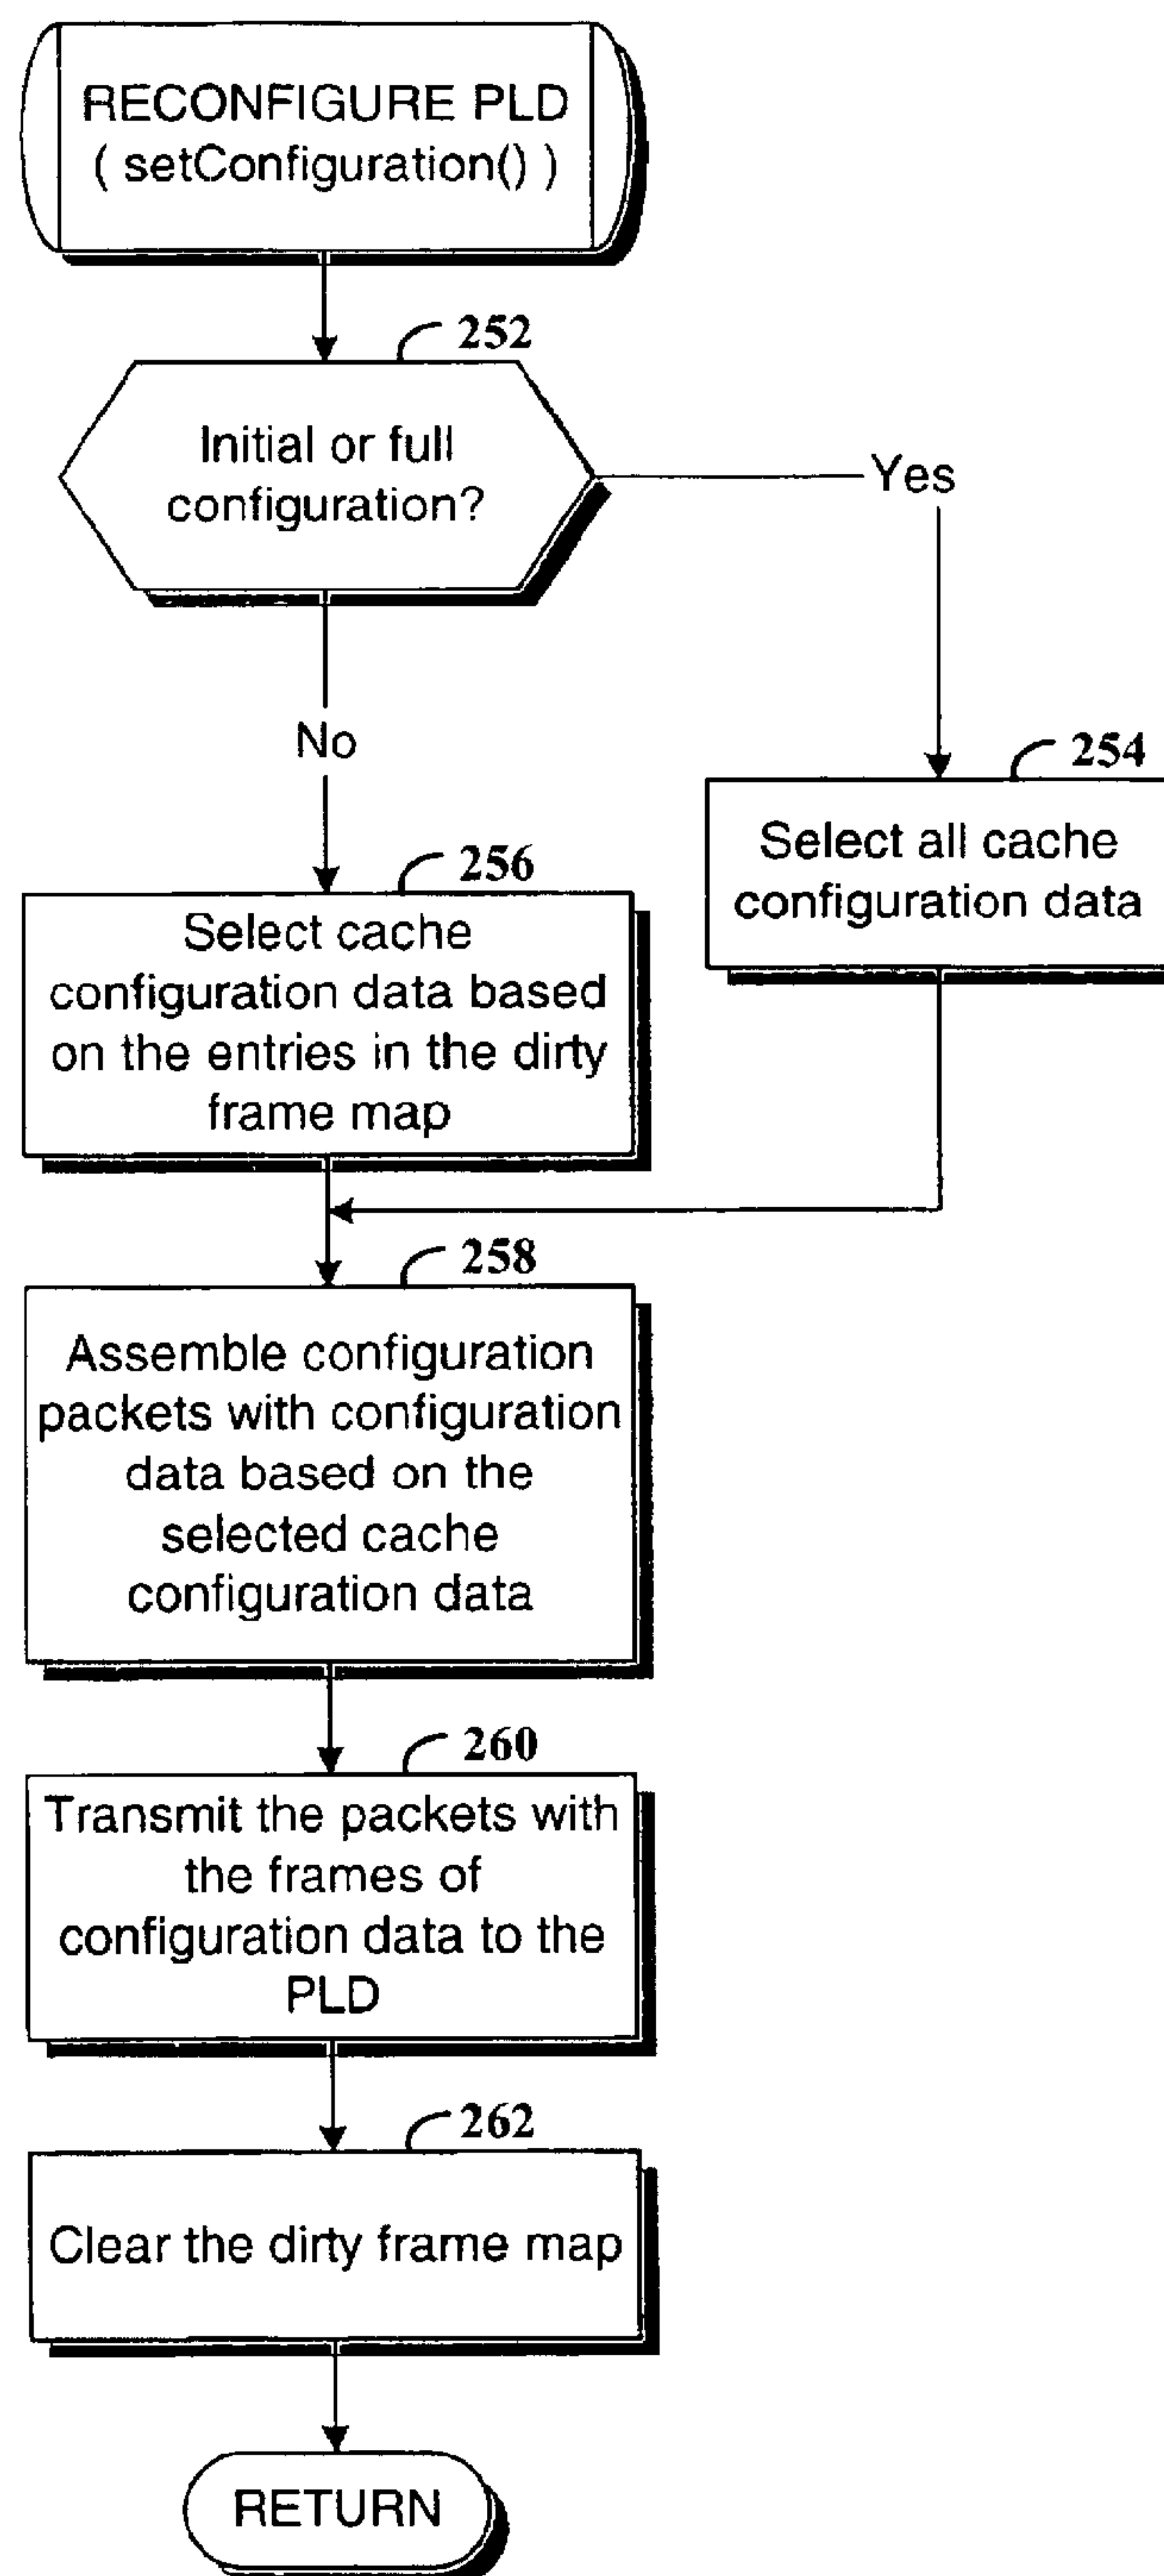 RECONFIGURE PLD
( setConfiguration() )
252
Initial or full
configuration?
Yes
No
254
Select all cache
configuration data
256
Select cache
configuration data based
on the entries in the dirty
frame map
258
Assemble configuration
packets with configuration
data based on the
selected cache
configuration data
260
Transmit the packets with
the frames of
configuration data to the
PLD
262
Clear the dirty frame map
RETURN